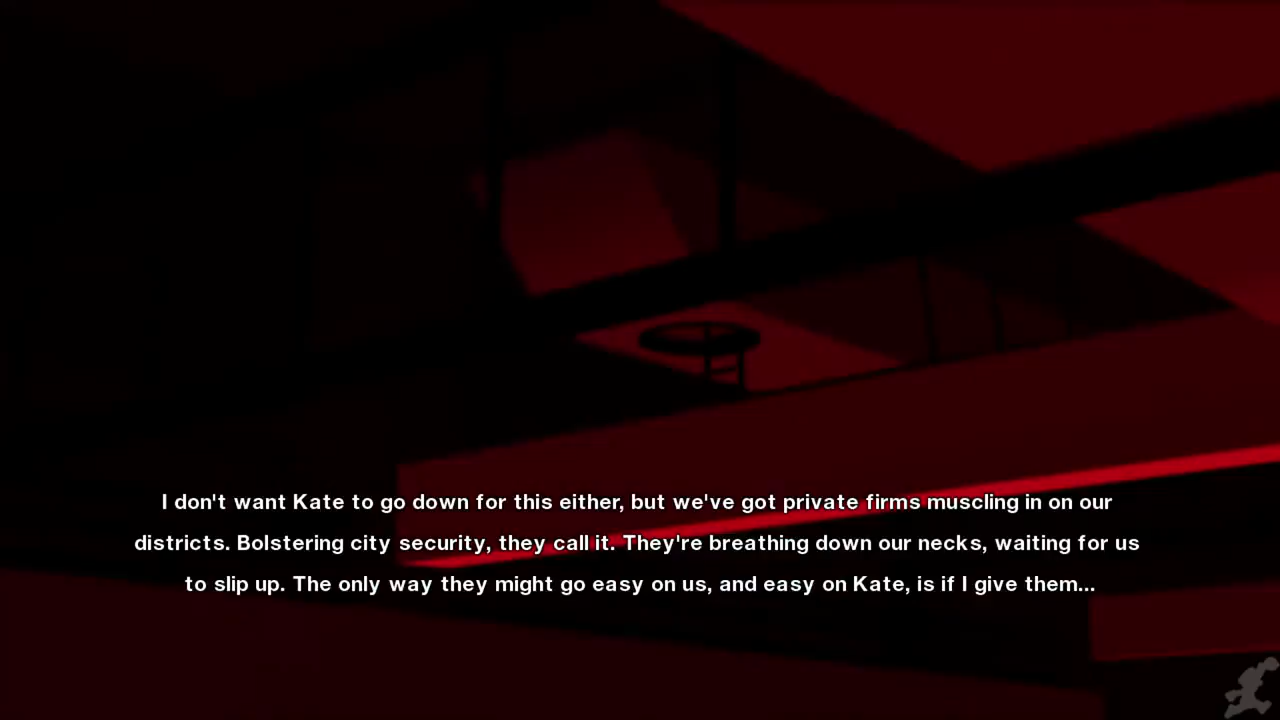 I don't want Kate to go down for this either, but we've got private firms muscling in on our
districts. Bolstering city security, they call it. They're breathing down our necks, waiting for us
to slip up. The only way they might go easy on us, and easy on Kate, is if I give them...